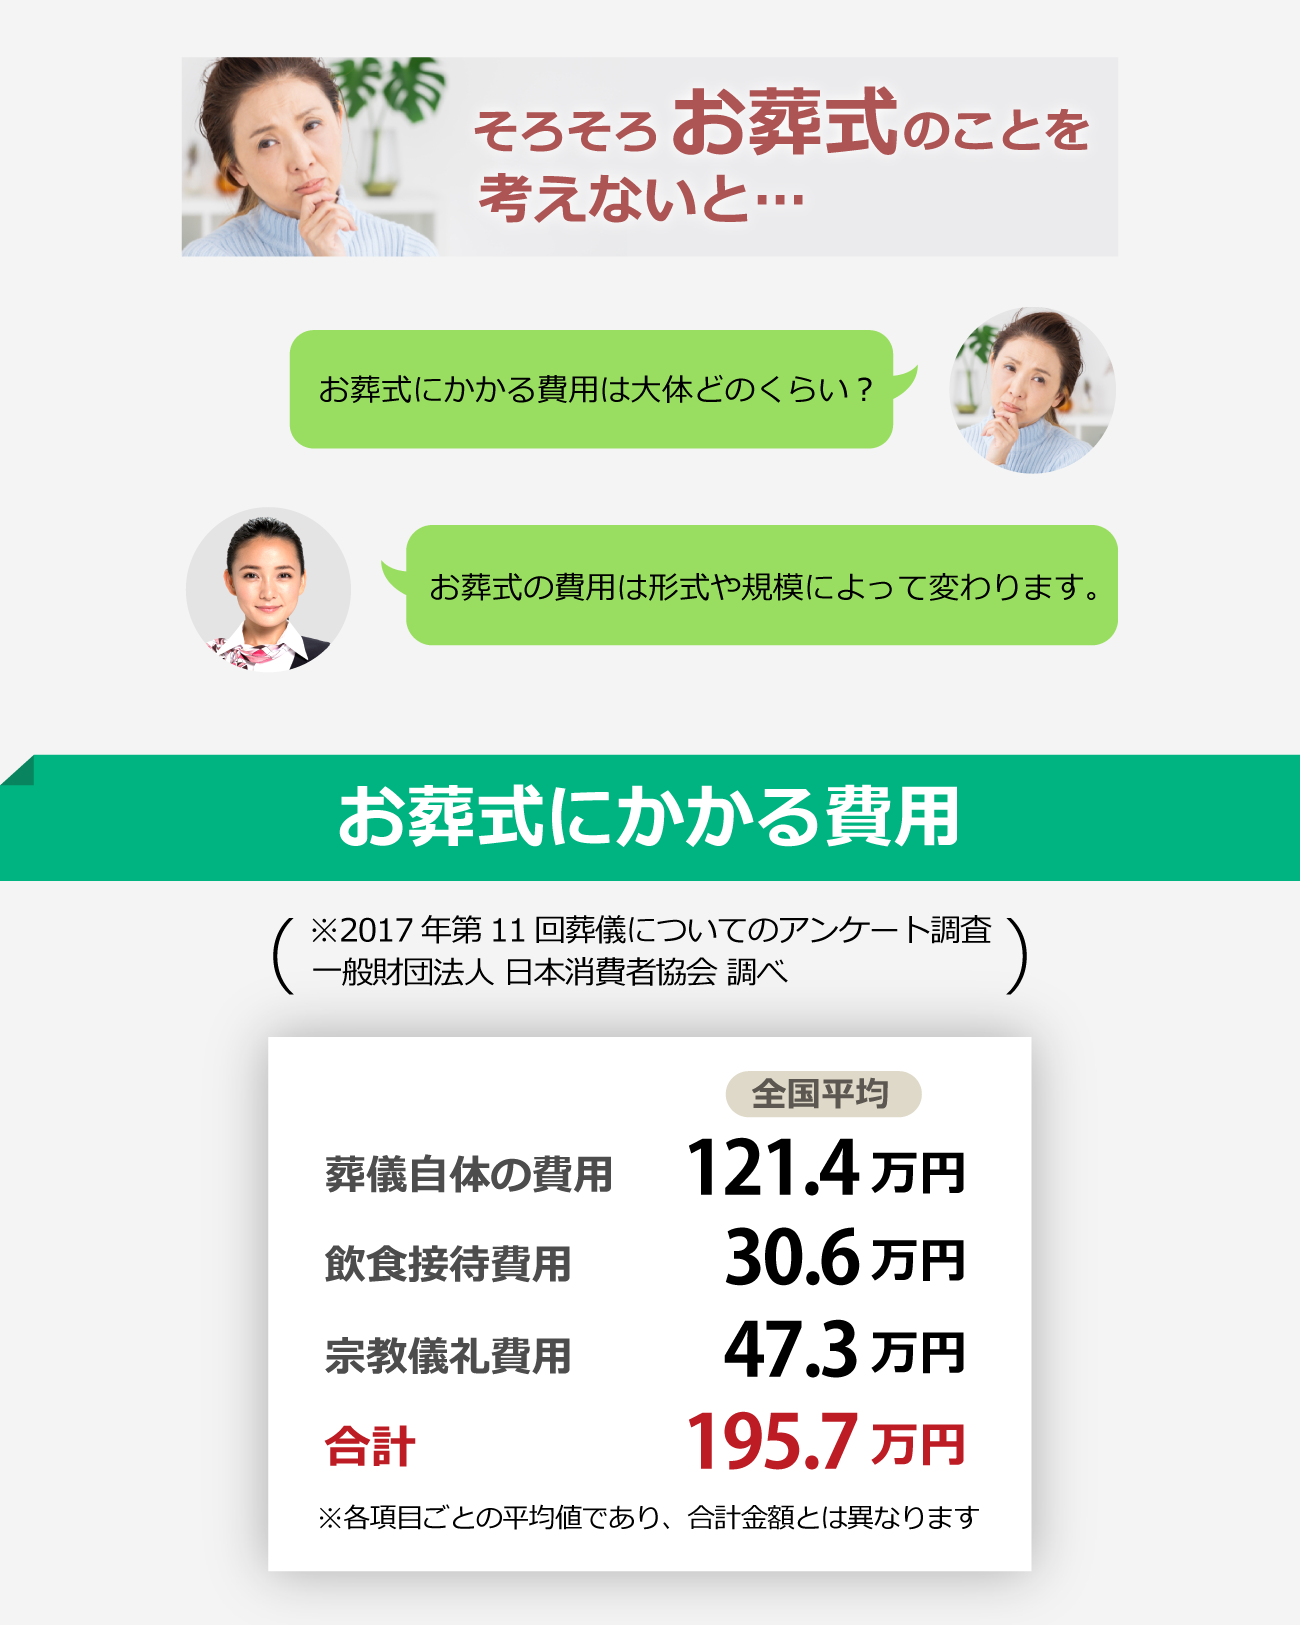 そろそろ お葬式のことを
考えないと…
お葬式にかかる費用は大体どのくらい？
お葬式の費用は形式や規模によって変わります。
お葬式にかかる費用
※2017 年第 11 回葬儀についてのアンケート調査
一般財団法人 日本消費者協会 調べ
全国平均
葬儀自体の費用 121.4 万円
飲食接待費用 30.6 万円
宗教儀礼費用 47.3 万円
合計 195.7 万円
※各項目ごとの平均値であり、合計金額とは異なります